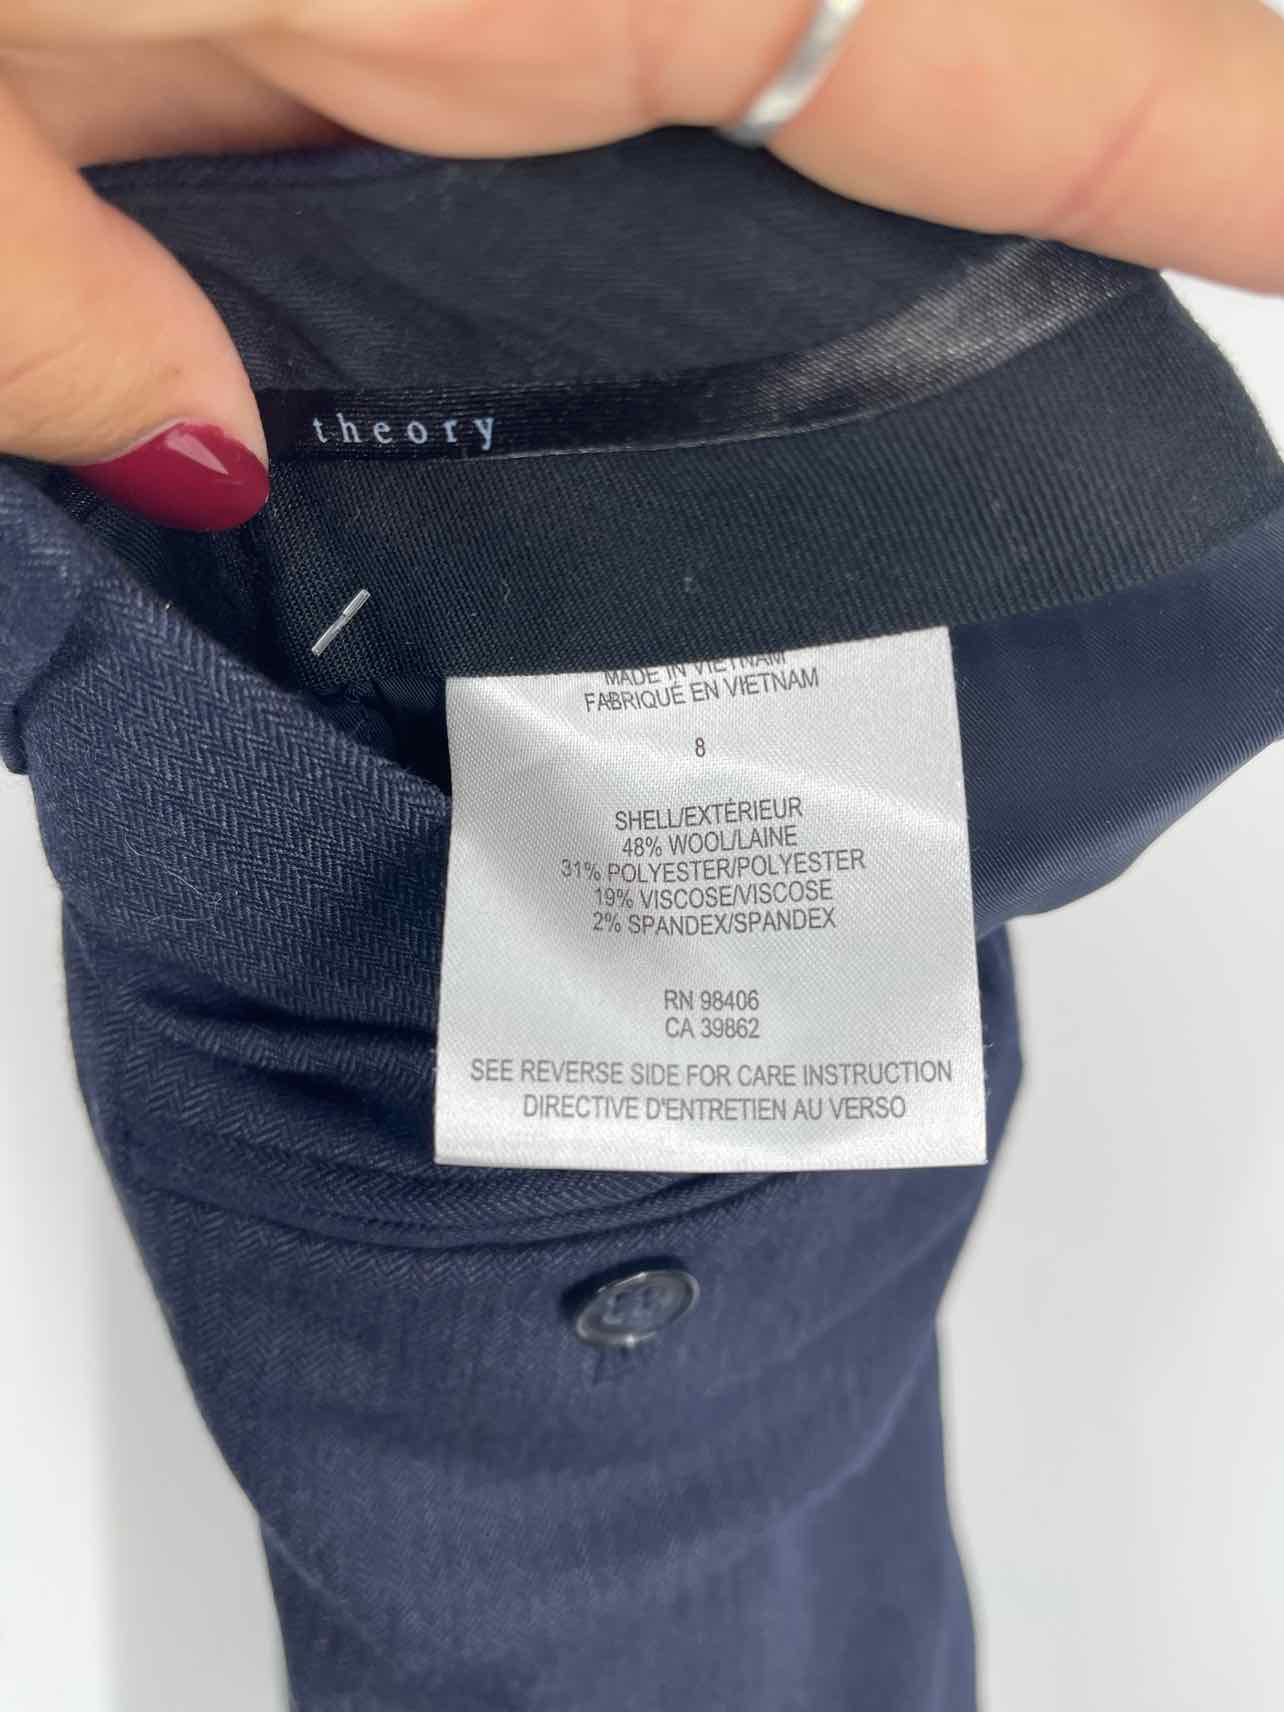 theory
MADE IN VIETNAM
FABRIQUÉ EN VIETNAM
8
SHELL/EXTÉRIEUR
48% WOOL/LAINE
31% POLYESTER/POLYESTER
19% VISCOSE/VISCOSE
2% SPANDEX/SPANDEX
RN 98406
CA 39862
SEE REVERSE SIDE FOR CARE INSTRUCTION
DIRECTIVE D'ENTRETIEN AU VERSO